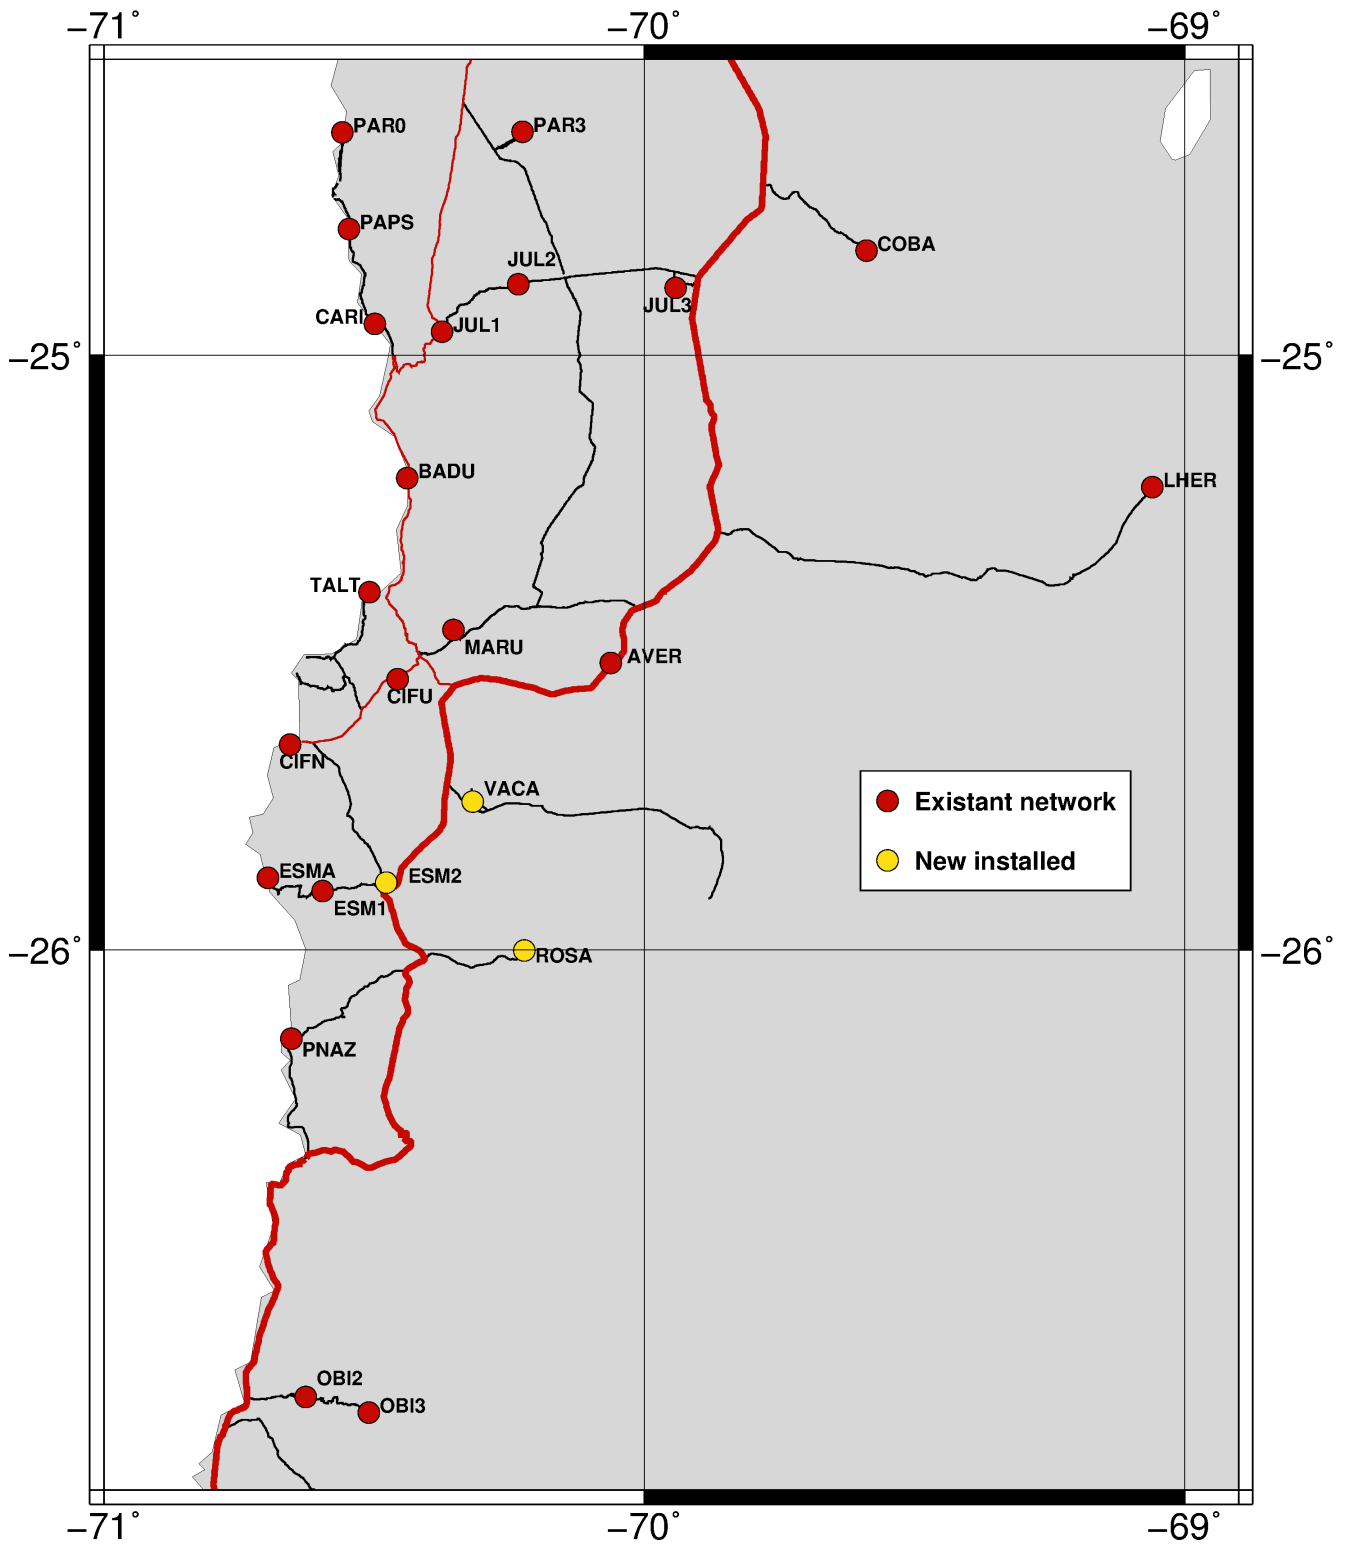 −71˚ −70˚ −69˚
PAR0 PAR3
PAPS
COBA
JUL2
JUL3
CARI JUL1
−25˚ −25˚
BADU
LHER
TALT
MARU
AVER
CIFU
CIFN
VACA
Existant network
New installed
ESMA
ESM2
ESM1
−26˚ −26˚
ROSA
PNAZ
OBI2
OBI3
−71˚ −70˚ −69˚